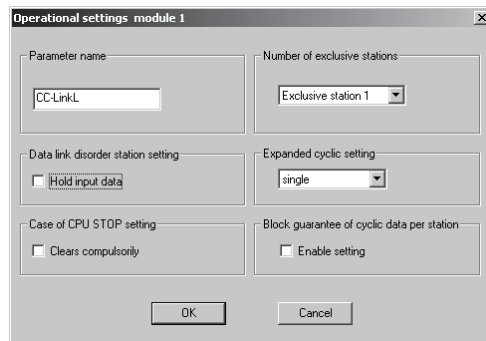 Operational settings module 1
Parameter name
CC-LinkL
Number of exclusive stations
Exclusive station 1
Data link disorder station setting
Hold input data
Expanded cyclic setting
single
Case of CPU STOP setting
Clears compulsorily
Block guarantee of cyclic data per station
Enable setting
OK
Cancel